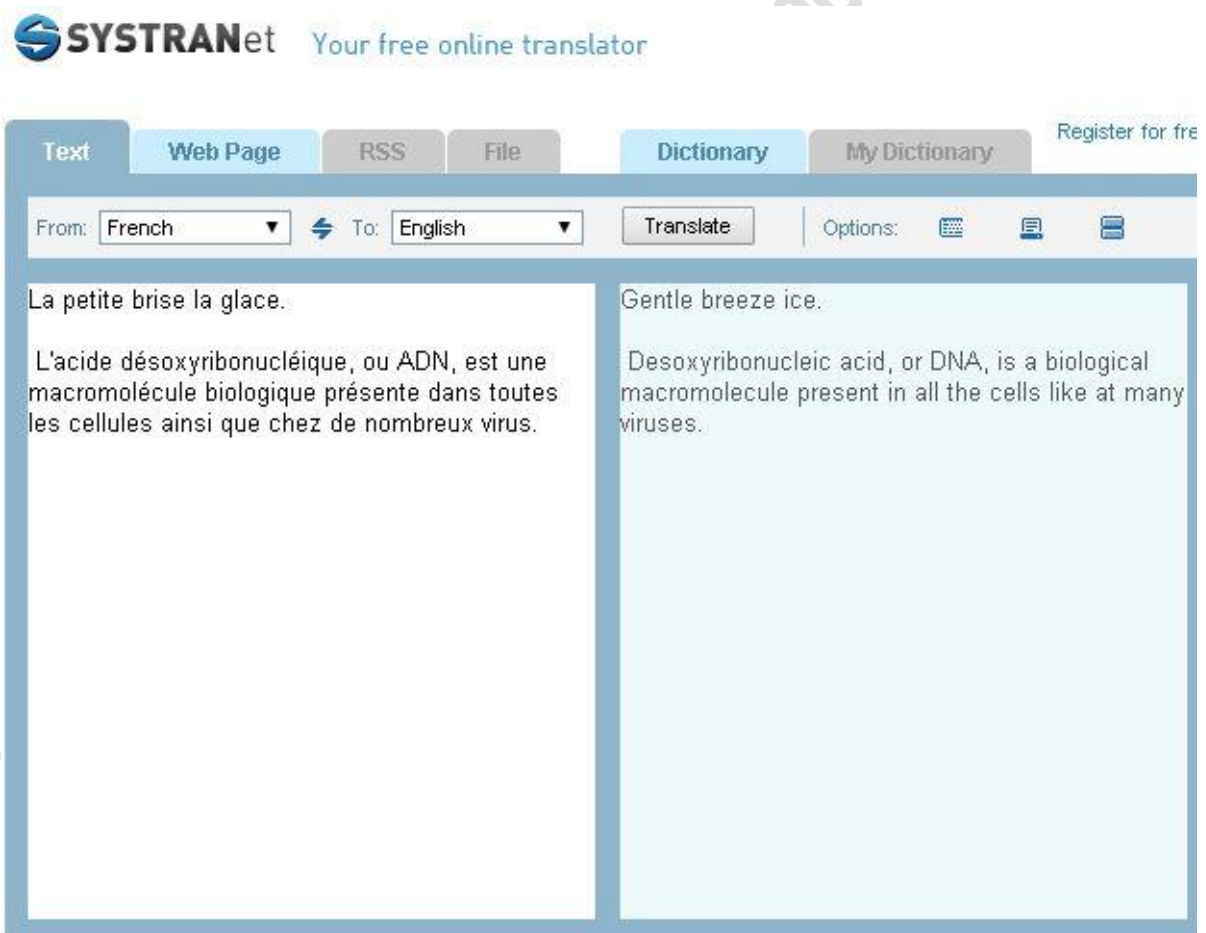 SYSTRANet Your free online translator
Register for fre
Text Web Page RSS File Dictionary My Dictionary
From: French To: English Translate Options:
La petite brise la glace.
L'acide désoxyribonucléique, ou ADN, est une
macromolécule biologique présente dans toutes
les cellules ainsi que chez de nombreux virus.
Gentle breeze ice.
Desoxyribonucleic acid, or DNA, is a biological
macromolecule present in all the cells like at many
viruses.